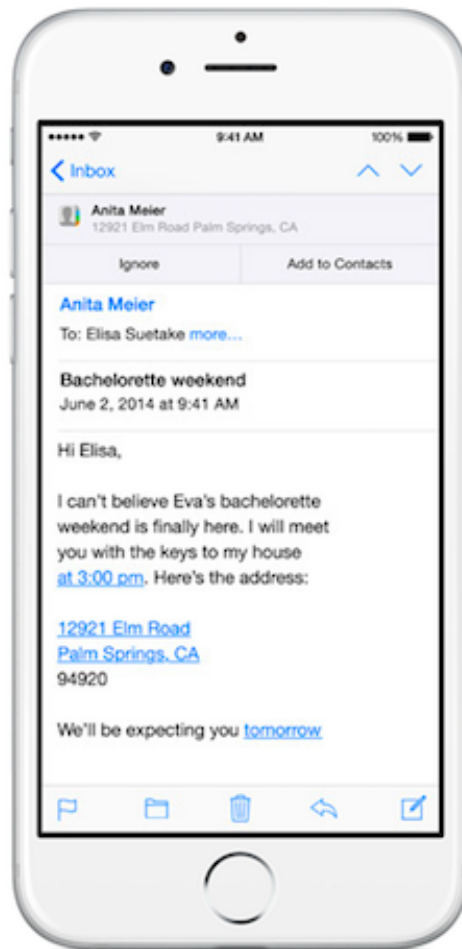 9:41 AM
100%
Inbox
Anita Meier
12921 Elm Road Palm Springs, CA
Ignore
Add to Contacts
Anita Meier
To: Elisa Suetake more...
Bachelorette weekend
June 2, 2014 at 9:41 AM
Hi Elisa,
I can't believe Eva's bachelorette
weekend is finally here. I will meet
you with the keys to my house
at 3:00 pm. Here's the address:
12921 Elm Road
Palm Springs, CA
94920
We'll be expecting you tomorrow